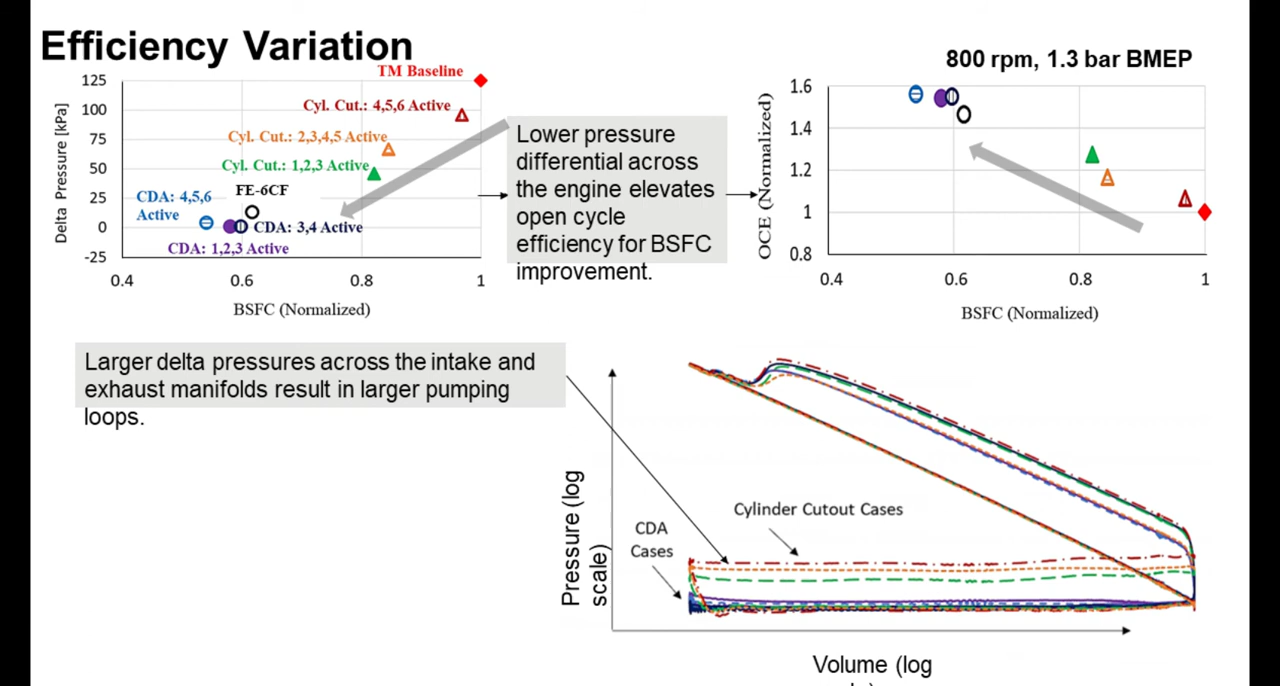 Efficiency Variation
800 rpm, 1.3 bar BMEP
125
100
75
50
25
0
-25
Delta Pressure [kPa]
TM Baseline
Cyl. Cut.: 4,5,6 Active
Cyl. Cut.: 2,3,4,5 Active
Cyl. Cut.: 1,2,3 Active
FE-6CF
CDA: 4,5,6
Active
CDA: 3,4 Active
CDA: 1,2,3 Active
0.4
0.6
0.8
1
BSFC (Normalized)
Lower pressure
differential across
the engine elevates
open cycle
efficiency for BSFC
improvement.
1.6
1.4
1.2
1
0.8
OCE (Normalized)
0.4
0.6
0.8
1
BSFC (Normalized)
Larger delta pressures across the intake and
exhaust manifolds result in larger pumping
loops.
Pressure (log
scale)
CDA
Cases
Cylinder Cutout Cases
Volume (log